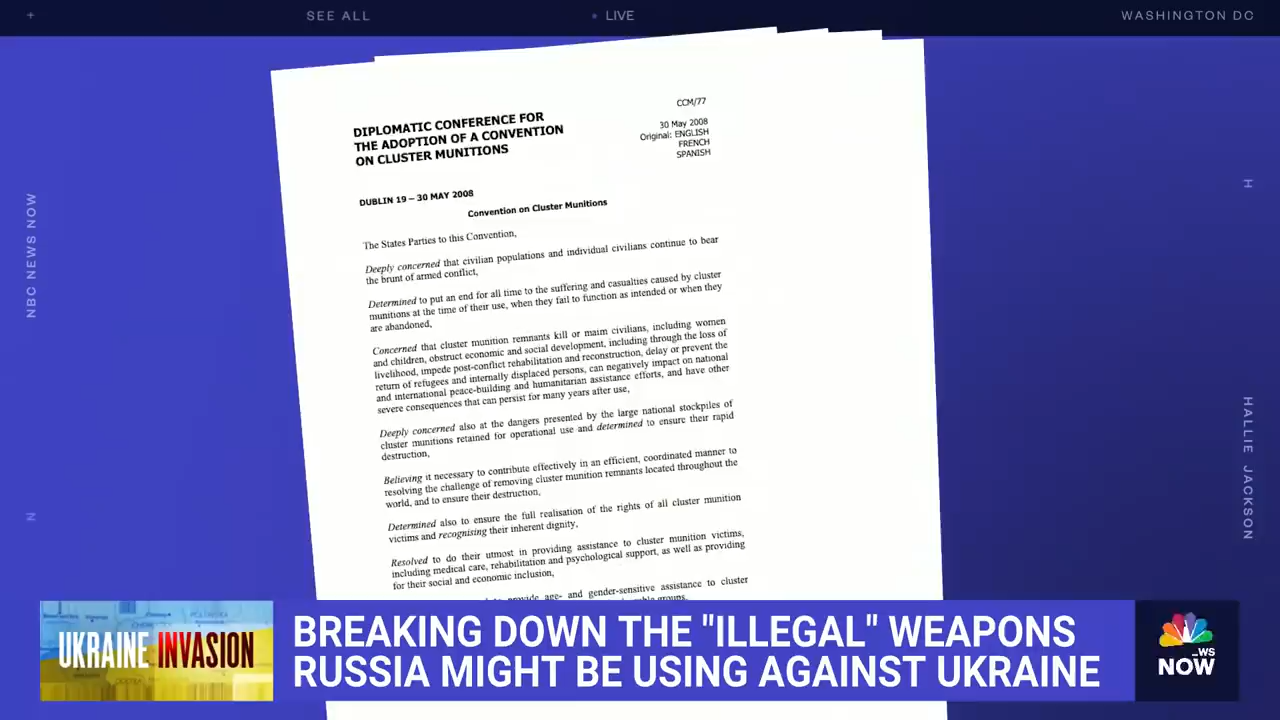 SEE ALL
LIVE
WASHINGTON DC
NBC NEWS NOW
N
H
HALLIE JACKSON
CCM/77
30 May 2008
Original: ENGLISH
FRENCH
SPANISH
DIPLOMATIC CONFERENCE FOR
THE ADOPTION OF A CONVENTION
ON CLUSTER MUNITIONS
DUBLIN 19 – 30 MAY 2008
Convention on Cluster Munitions
The States Parties to this Convention,
Deeply concerned that civilian populations and individual civilians continue to bear
the brunt of armed conflict,
Determined to put an end for all time to the suffering and casualties caused by cluster
munitions at the time of their use, when they fail to function as intended or when they
are abandoned,
Concerned that cluster munition remnants kill or maim civilians, including women
and children, obstruct economic and social development, including through the loss of
livelihood, impede post-conflict rehabilitation and reconstruction, delay or prevent the
return of refugees and internally displaced persons, can negatively impact on national
and international peace-building and humanitarian assistance efforts, and have other
severe consequences that can persist for many years after use,
Deeply concerned also at the dangers presented by the large national stockpiles of
cluster munitions retained for operational use and determined to ensure their rapid
destruction,
Believing it necessary to contribute effectively in an efficient, coordinated manner to
resolving the challenge of removing cluster munition remnants located throughout the
world, and to ensure their destruction,
Determined also to ensure the full realisation of the rights of all cluster munition
victims and recognising their inherent dignity,
Resolved to do their utmost in providing assistance to cluster munition victims,
including medical care, rehabilitation and psychological support, as well as providing
for their social and economic inclusion,
provide age- and gender-sensitive assistance to cluster
groups,
UKRAINE INVASION
BREAKING DOWN THE "ILLEGAL" WEAPONS
RUSSIA MIGHT BE USING AGAINST UKRAINE
_WS
NOW